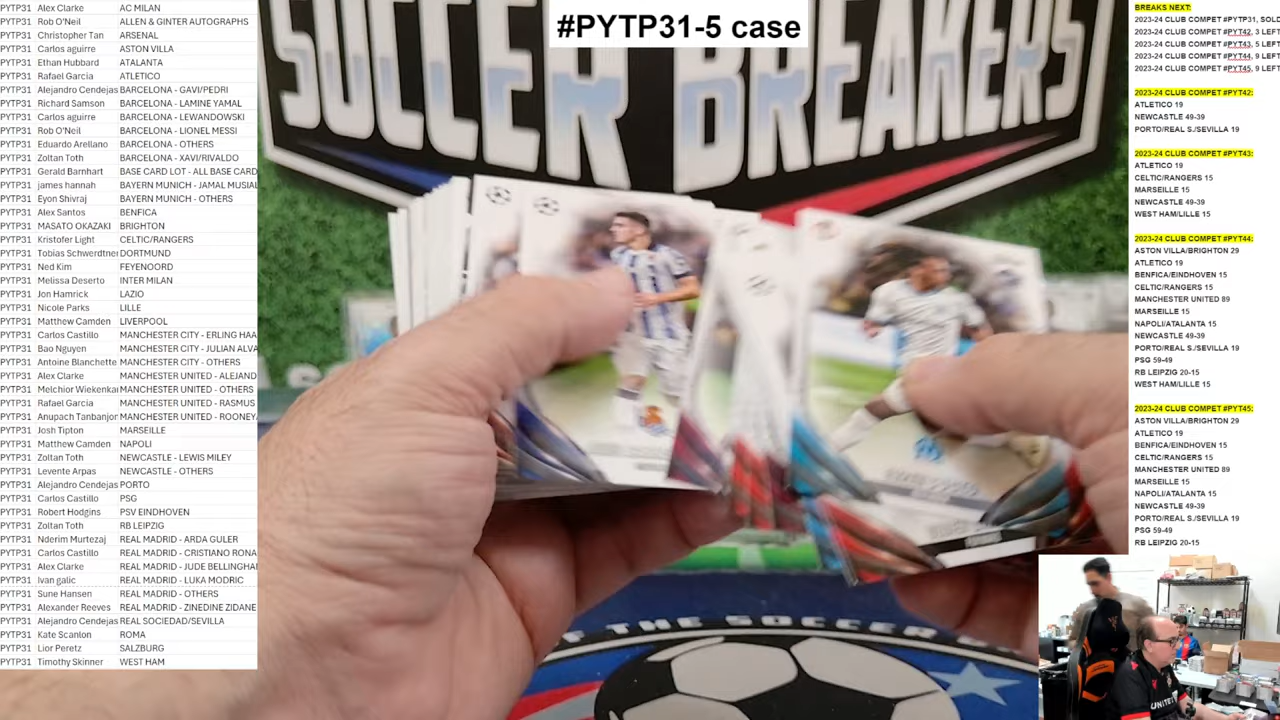 #PYTP31-5 case
SOCCER BREAKERS
PYTP31 Alex Clarke AC MILAN
PYTP31 Rob O'Neil ALLEN & GINTER AUTOGRAPHS
PYTP31 Christopher Tan ARSENAL
PYTP31 Carlos aguirre ASTON VILLA
PYTP31 Ethan Hubbard ATALANTA
PYTP31 Rafael Garcia ATLETICO
PYTP31 Alejandro Cendejas BARCELONA - GAVI/PEDRI
PYTP31 Richard Samson BARCELONA - LAMINE YAMAL
PYTP31 Carlos aguirre BARCELONA - LEWANDOWSKI
PYTP31 Rob O'Neil BARCELONA - LIONEL MESSI
PYTP31 Eduardo Arellano BARCELONA - OTHERS
PYTP31 Zoltan Toth BARCELONA - XAVI/RIVALDO
PYTP31 Gerald Barnhart BASE CARD LOT - ALL BASE CARD
PYTP31 james hannah BAYERN MUNICH - JAMAL MUSIAL
PYTP31 Eyon Shivraj BAYERN MUNICH - OTHERS
PYTP31 Alex Santos BENFICA
PYTP31 MASATO OKAZAKI BRIGHTON
PYTP31 Kristofer Light CELTIC/RANGERS
PYTP31 Tobias Schwerdtner DORTMUND
PYTP31 Ned Kim FEYENOORD
PYTP31 Melissa Deserto INTER MILAN
PYTP31 Jon Hamrick LAZIO
PYTP31 Nicole Parks LILLE
PYTP31 Matthew Camden LIVERPOOL
PYTP31 Carlos Castillo MANCHESTER CITY - ERLING HAA
PYTP31 Bao Nguyen MANCHESTER CITY - JULIAN ALVA
PYTP31 Antoine Blanchette MANCHESTER CITY - OTHERS
PYTP31 Alex Clarke MANCHESTER UNITED - ALEJAND
PYTP31 Melchior Wiekenkar MANCHESTER UNITED - OTHERS
PYTP31 Rafael Garcia MANCHESTER UNITED - RASMUS
PYTP31 Anupach Tanbanjon MANCHESTER UNITED - ROONEY
PYTP31 Josh Tipton MARSEILLE
PYTP31 Matthew Camden NAPOLI
PYTP31 Zoltan Toth NEWCASTLE - LEWIS MILEY
PYTP31 Levente Arpas NEWCASTLE - OTHERS
PYTP31 Alejandro Cendejas PORTO
PYTP31 Carlos Castillo PSG
PYTP31 Robert Hodgins PSV EINDHOVEN
PYTP31 Zoltan Toth RB LEIPZIG
PYTP31 Nderim Murtezaj REAL MADRID - ARDA GULER
PYTP31 Carlos Castillo REAL MADRID - CRISTIANO RONA
PYTP31 Alex Clarke REAL MADRID - JUDE BELLINGHA
PYTP31 Ivan galic REAL MADRID - LUKA MODRIC
PYTP31 Sune Hansen REAL MADRID - OTHERS
PYTP31 Alexander Reeves REAL MADRID - ZINEDINE ZIDANE
PYTP31 Alejandro Cendejas REAL SOCIEDAD/SEVILLA
PYTP31 Kate Scanlon ROMA
PYTP31 Lior Peretz SALZBURG
PYTP31 Timothy Skinner WEST HAM
BREAKS NEXT:
2023-24 CLUB COMPET #PYTP31, SOLD
2023-24 CLUB COMPET #PYT42, 3 LEFT
2023-24 CLUB COMPET #PYT43, 5 LEFT
2023-24 CLUB COMPET #PYT44, 9 LEFT
2023-24 CLUB COMPET #PYT45, 9 LEFT
2023-24 CLUB COMPET #PYT42:
ATLETICO 19
NEWCASTLE 49-39
PORTO/REAL S./SEVILLA 19
2023-24 CLUB COMPET #PYT43:
ATLETICO 19
CELTIC/RANGERS 15
MARSEILLE 15
NEWCASTLE 49-39
WEST HAM/LILLE 15
2023-24 CLUB COMPET #PYT44:
ASTON VILLA/BRIGHTON 29
ATLETICO 19
BENFICA/EINDHOVEN 15
CELTIC/RANGERS 15
MANCHESTER UNITED 89
MARSEILLE 15
NAPOLI/ATALANTA 15
NEWCASTLE 49-39
PORTO/REAL S./SEVILLA 19
PSG 59-49
RB LEIPZIG 20-15
WEST HAM/LILLE 15
2023-24 CLUB COMPET #PYT45:
ASTON VILLA/BRIGHTON 29
ATLETICO 19
BENFICA/EINDHOVEN 15
CELTIC/RANGERS 15
MANCHESTER UNITED 89
MARSEILLE 15
NAPOLI/ATALANTA 15
NEWCASTLE 49-39
PORTO/REAL S./SEVILLA 19
PSG 59-49
RB LEIPZIG 20-15
OF THE SOCCER
UNITE